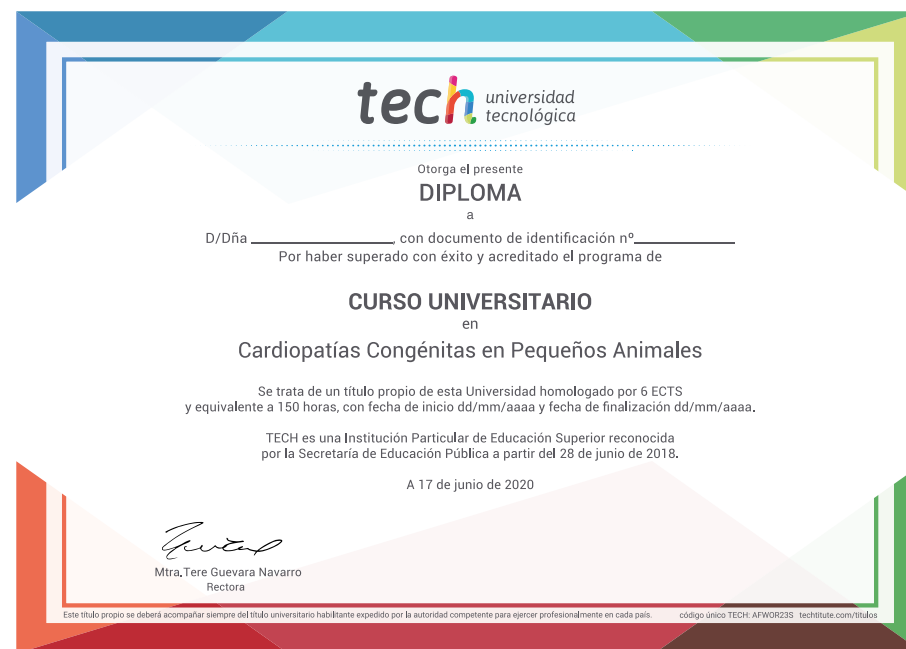 tech universidad
tecnológica
Otorga el presente
DIPLOMA
a
D/Dña ____________________, con documento de identificación nº______________
Por haber superado con éxito y acreditado el programa de
CURSO UNIVERSITARIO
en
Cardiopatías Congénitas en Pequeños Animales
Se trata de un título propio de esta Universidad homologado por 6 ECTS
y equivalente a 150 horas, con fecha de inicio dd/mm/aaaa y fecha de finalización dd/mm/aaaa.
TECH es una Institución Particular de Educación Superior reconocida
por la Secretaría de Educación Pública a partir del 28 de junio de 2018.
A 17 de junio de 2020
Mtra.Tere Guevara Navarro
Rectora
Este título propio se deberá acompañar siempre del título universitario habilitante expedido por la autoridad competente para ejercer profesionalmente en cada país. código único TECH: AFWOR23S techtitute.com/titulos